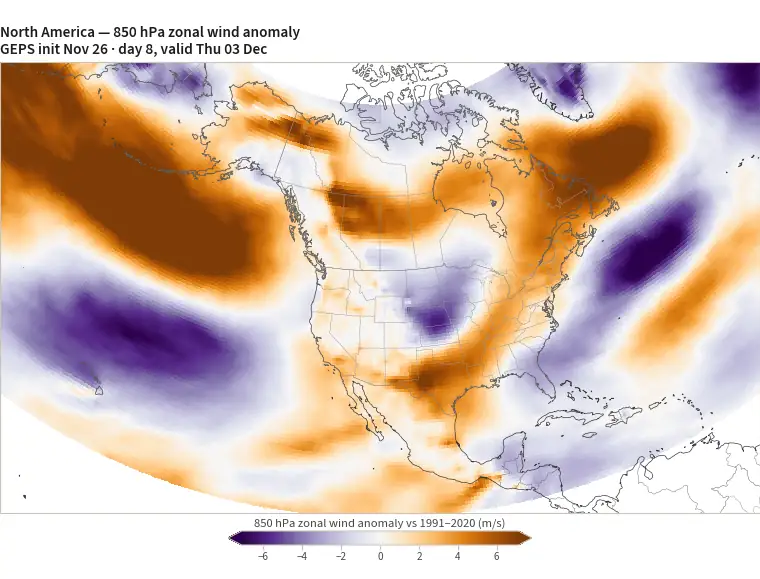 North America — 850 hPa zonal wind anomaly
GEPS init Nov 26 · day 8, valid Thu 03 Dec
850 hPa zonal wind anomaly vs 1991–2020 (m/s)
−6 −4 −2 0 2 4 6